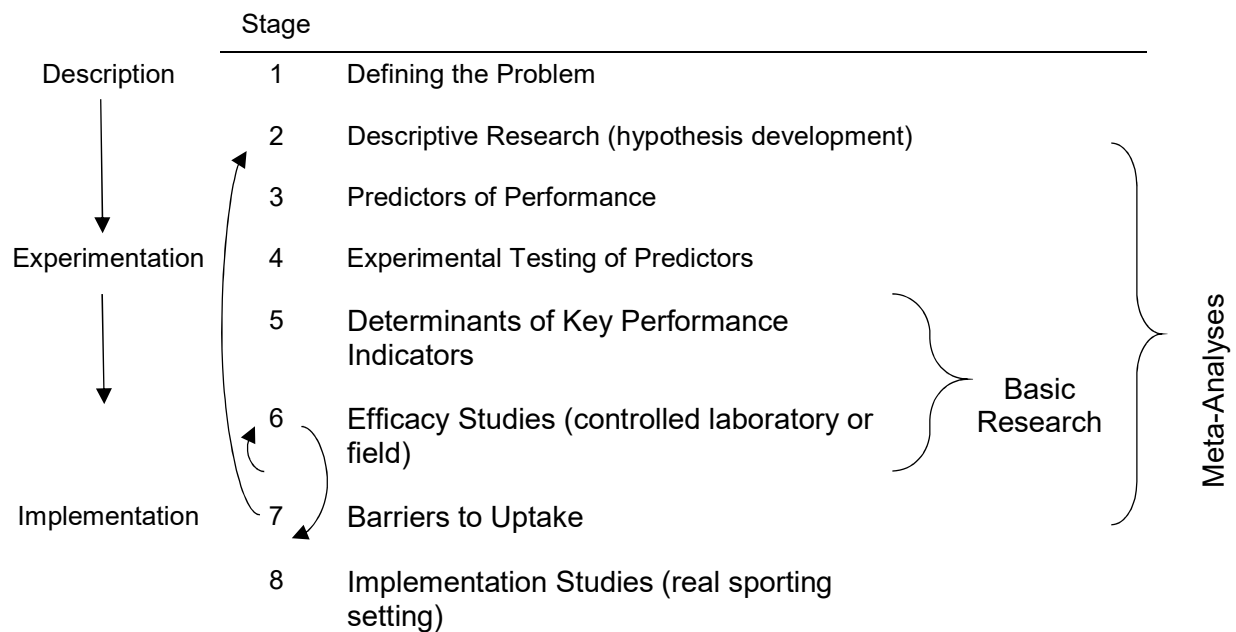 Stage
Description 1 Defining the Problem
2 Descriptive Research (hypothesis development)
3 Predictors of Performance
Experimentation 4 Experimental Testing of Predictors
5 Determinants of Key Performance
Indicators
6 Efficacy Studies (controlled laboratory or
field)
Basic
Research
Meta-Analyses
Implementation 7 Barriers to Uptake
8 Implementation Studies (real sporting
setting)